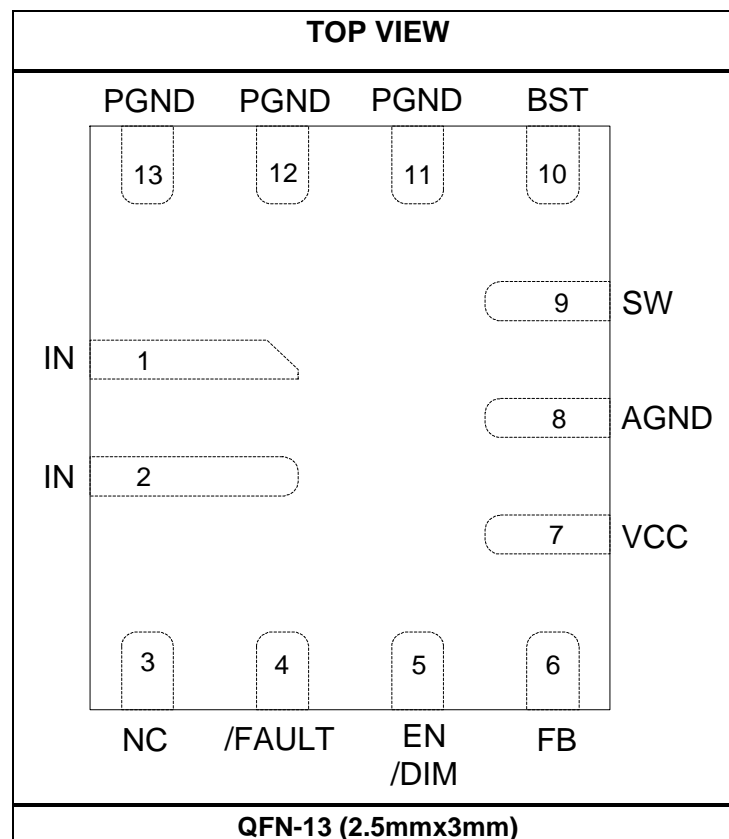 TOP VIEW
PGND PGND PGND BST
13 12 11 10
9 SW
IN 1
8 AGND
IN 2
7 VCC
3 4 5 6
NC /FAULT EN FB
/DIM
QFN-13 (2.5mmx3mm)